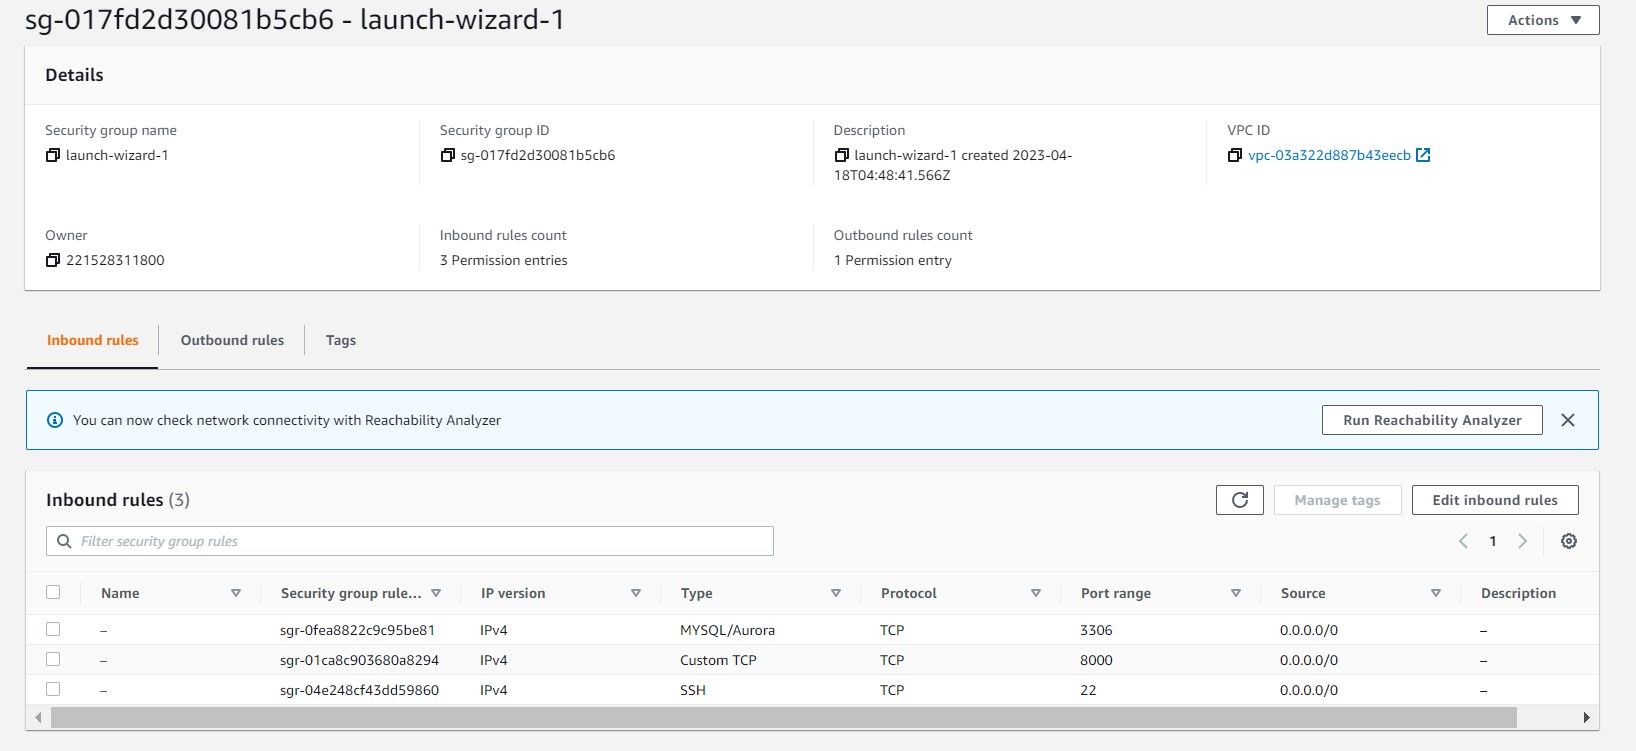 sg-017fd2d30081b5cb6 - launch-wizard-1
Actions
Details
Security group name
launch-wizard-1
Security group ID
sg-017fd2d30081b5cb6
Description
launch-wizard-1 created 2023-04-
18T04:48:41.566Z
VPC ID
vpc-03a322d887b43eecb
Owner
221528311800
Inbound rules count
3 Permission entries
Outbound rules count
1 Permission entry
Inbound rules
Outbound rules
Tags
You can now check network connectivity with Reachability Analyzer
Run Reachability Analyzer
Inbound rules (3)
Manage tags
Edit inbound rules
Filter security group rules
1
Name Security group rule... IP version Type Protocol Port range Source Description
– sgr-0fea8822c9c95be81 IPv4 MYSQL/Aurora TCP 3306 0.0.0.0/0 –
– sgr-01ca8c903680a8294 IPv4 Custom TCP TCP 8000 0.0.0.0/0 –
– sgr-04e248cf43dd59860 IPv4 SSH TCP 22 0.0.0.0/0 –